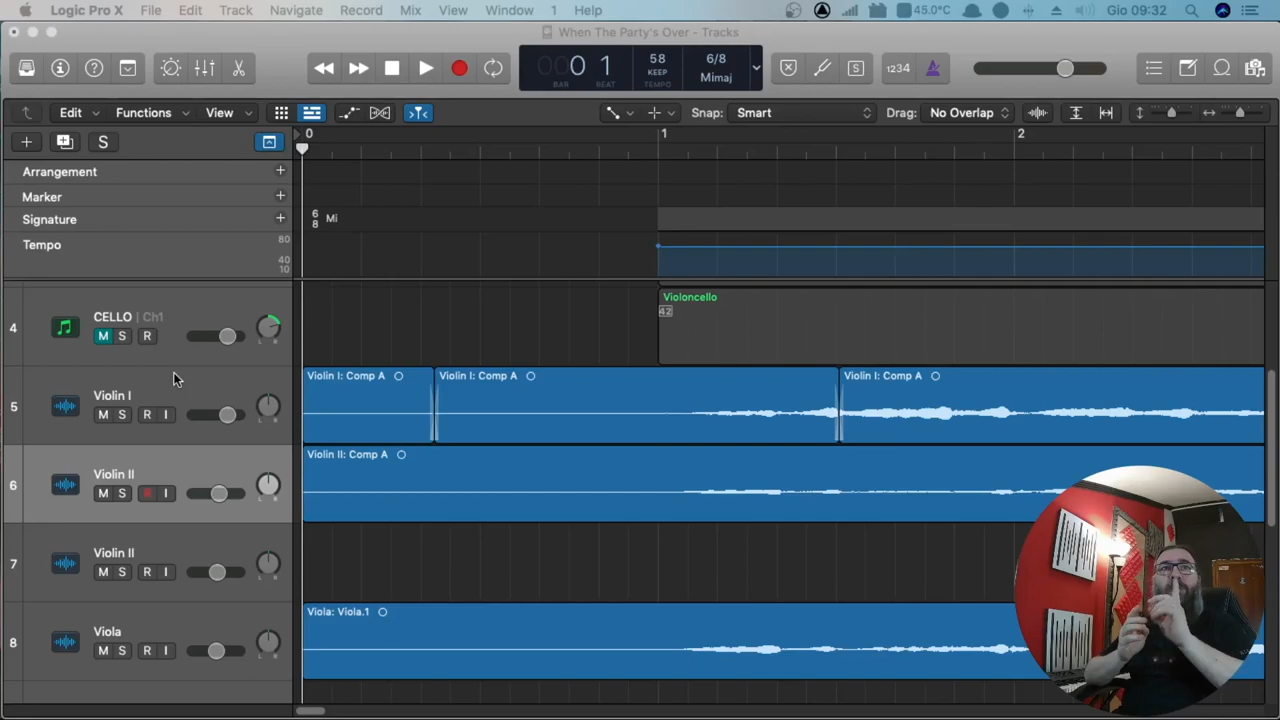 Logic Pro X File Edit Track Navigate Record Mix View Window 1 Help 45.0°C Gio 09:32
When The Party's Over - Tracks
00 1 58 6/8
KEEP Mimaj
BAR BEAT TEMPO
S 1234
Edit Functions View Snap: Smart Drag: No Overlap
S 0 1 2
Arrangement
Marker
Signature 6 8 Mi
Tempo 80
40
10
4 CELLO | Ch1 M S R L R
Violoncello
42
5 Violin I M S R I L R
Violin I: Comp A Violin I: Comp A Violin I: Comp A
6 Violin II M S R I L R
Violin II: Comp A
7 Violin II M S R I L R
8 Viola M S R I L R
Viola: Viola.1